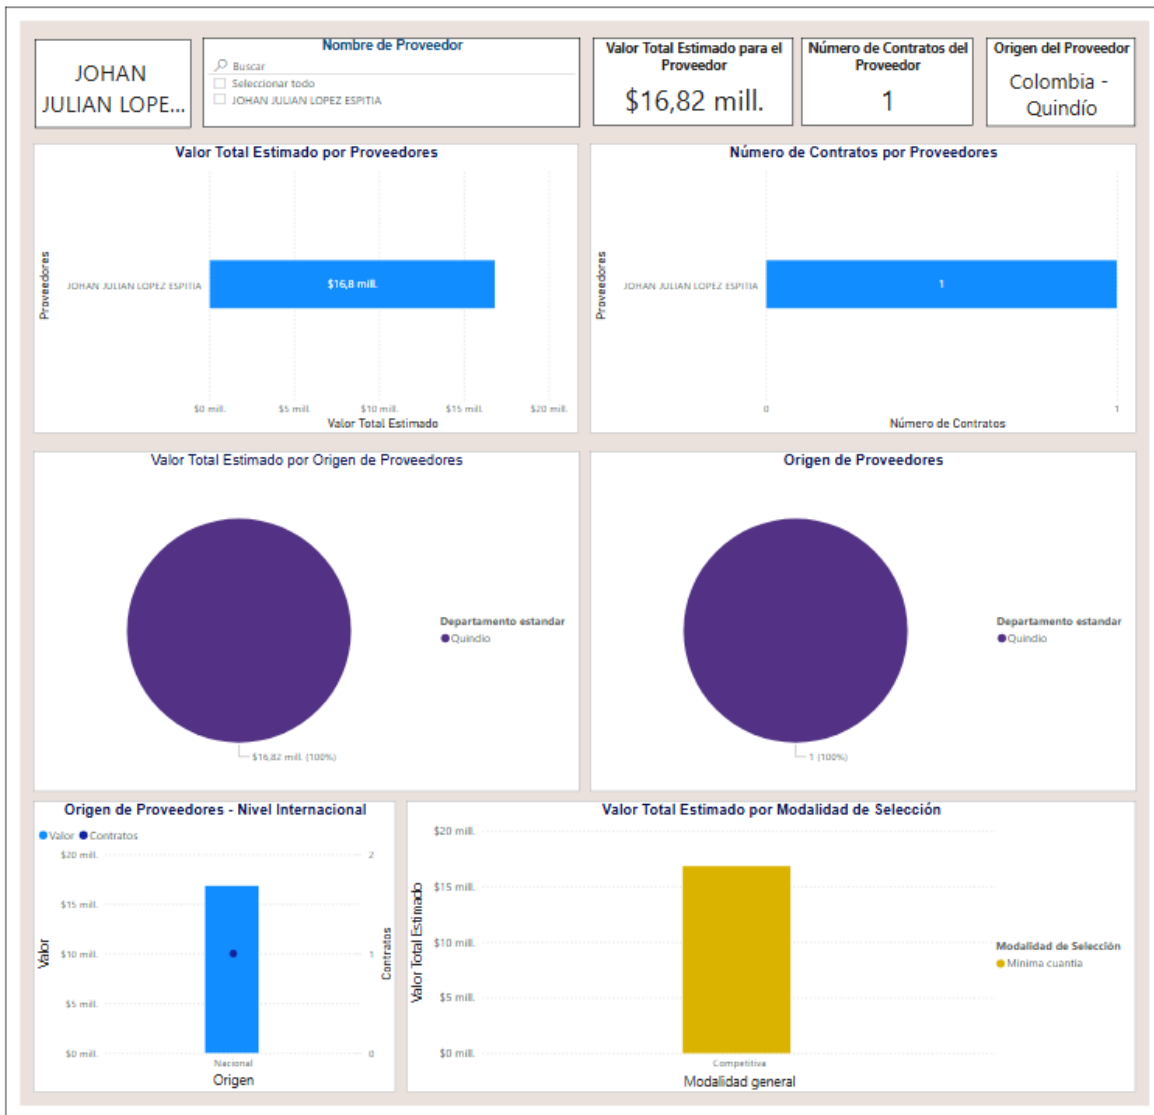 JOHAN
JULIAN LOPE...
Nombre de Proveedor
Buscar
Seleccionar todo
JOHAN JULIAN LOPEZ ESPITIA
Valor Total Estimado para el
Proveedor
$16,82 mill.
Número de Contratos del
Proveedor
1
Origen del Proveedor
Colombia -
Quindío
Valor Total Estimado por Proveedores
Proveedores
JOHAN JULIAN LOPEZ ESPITIA
$16,8 mill.
$0 mill. $5 mill. $10 mill. $15 mill. $20 mill.
Valor Total Estimado
Número de Contratos por Proveedores
Proveedores
JOHAN JULIAN LOPEZ ESPITIA
1
0 1
Número de Contratos
Valor Total Estimado por Origen de Proveedores
Departamento estandar
Quindio
$16,82 mill. (100%)
Origen de Proveedores
Departamento estandar
Quindio
1 (100%)
Origen de Proveedores - Nivel Internacional
Valor Contratos
$20 mill. 2
$15 mill.
$10 mill. 1
$5 mill.
$0 mill. 0
Valor
Contratos
Nacional
Origen
Valor Total Estimado por Modalidad de Selección
$20 mill.
$15 mill.
$10 mill.
$5 mill.
$0 mill.
Valor Total Estimado
Competitiva
Modalidad general
Modalidad de Selección
Mínima cuantía